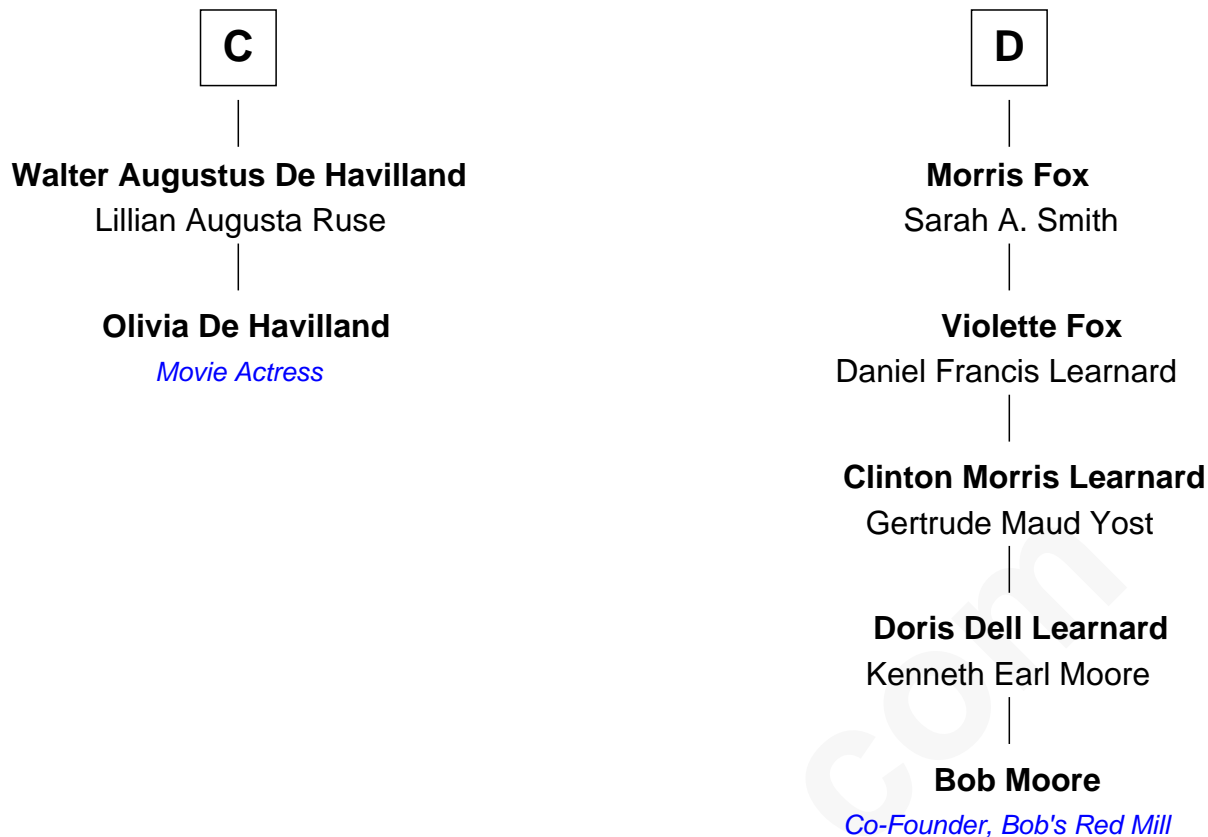 C
Walter Augustus De Havilland
Lillian Augusta Ruse
Olivia De Havilland
Movie Actress
D
Morris Fox
Sarah A. Smith
Violette Fox
Daniel Francis Learnard
Clinton Morris Learnard
Gertrude Maud Yost
Doris Dell Learnard
Kenneth Earl Moore
Bob Moore
Co-Founder, Bob's Red Mill
com